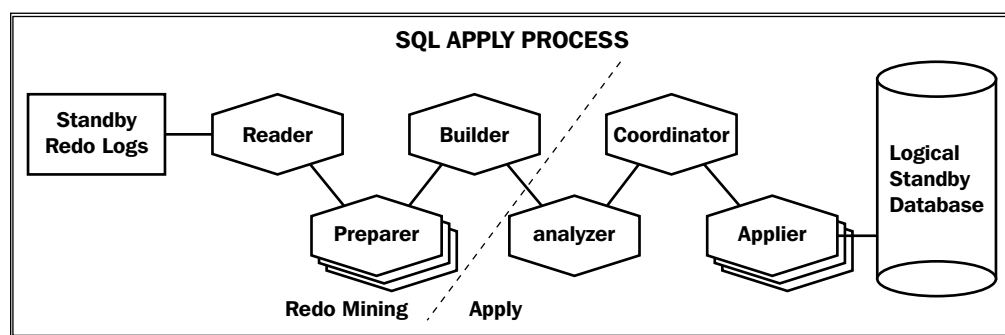 SQL APPLY PROCESS
Standby
Redo Logs
Reader
Builder
Coordinator
Preparer
analyzer
Applier
Logical
Standby
Database
Redo Mining
Apply